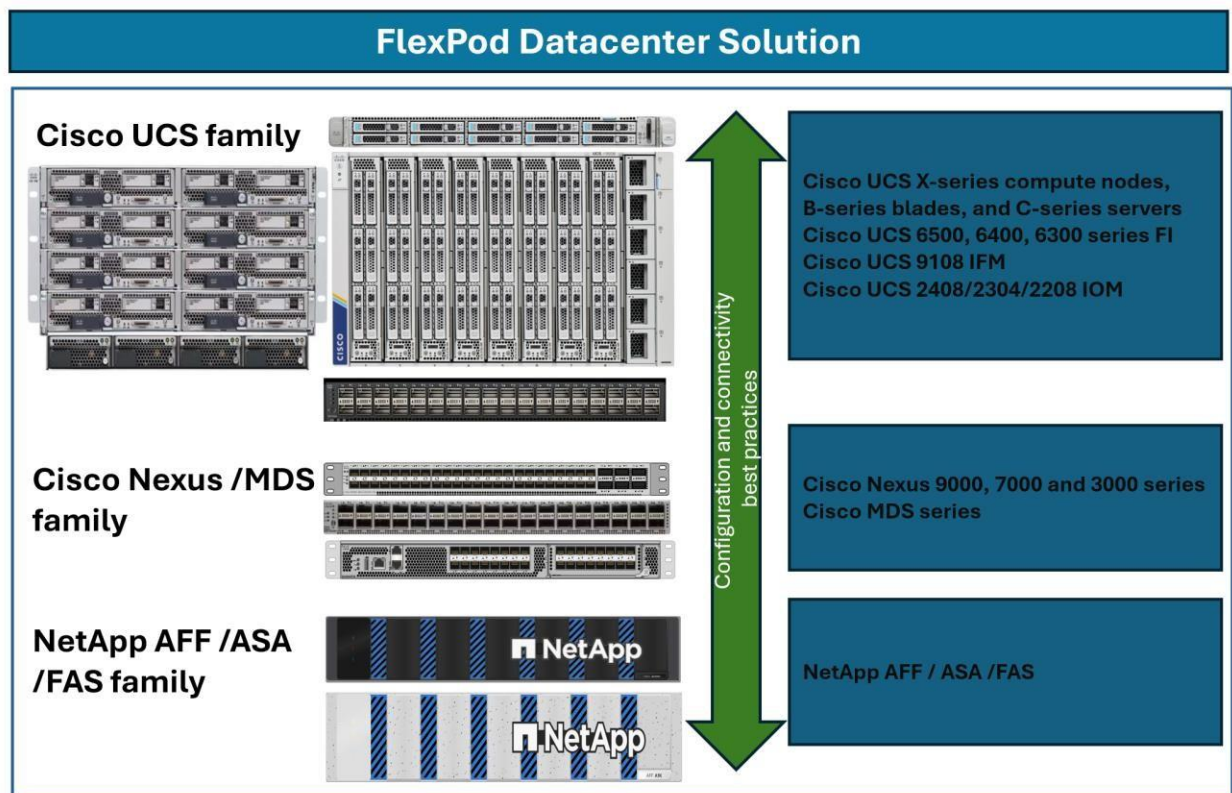 FlexPod Datacenter Solution
Cisco UCS family
CISCO
Cisco UCS X-series compute nodes,
B-series blades, and C-series servers
Cisco UCS 6500, 6400, 6300 series FI
Cisco UCS 9108 IFM
Cisco UCS 2408/2304/2208 IOM
Configuration and connectivity
best practices
Cisco Nexus /MDS
family
Cisco Nexus 9000, 7000 and 3000 series
Cisco MDS series
NetApp AFF /ASA
/FAS family
NetApp
NetApp
NetApp AFF / ASA /FAS